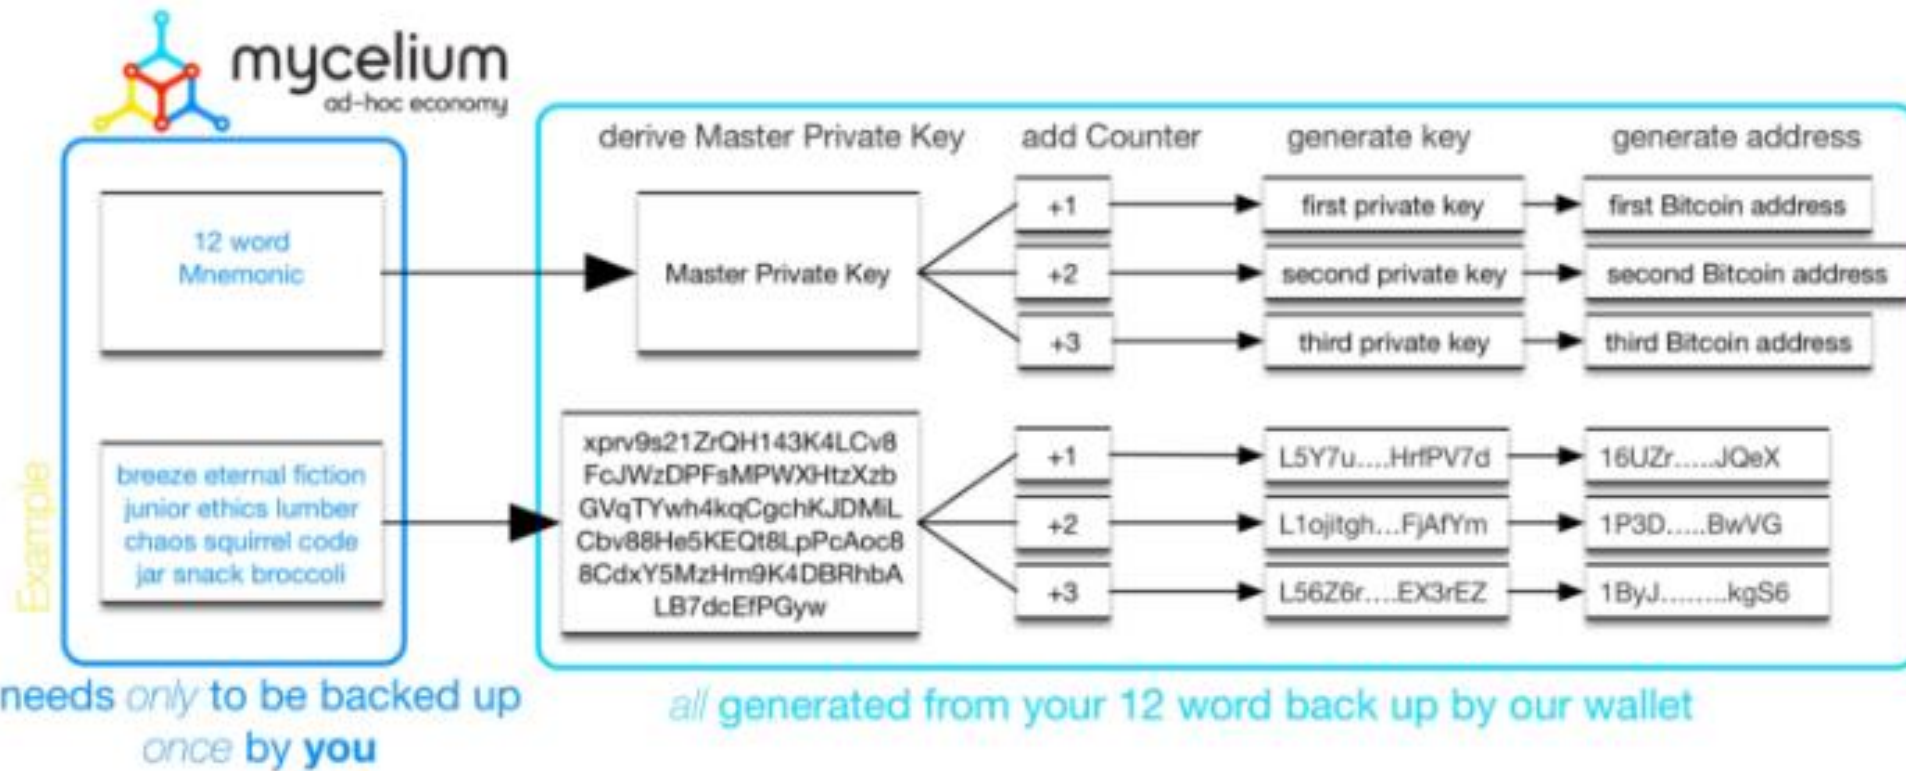 mycelium
ad-hoc economy
derive Master Private Key
add Counter
generate key
generate address
12 word
Mnemonic
Master Private Key
+1
first private key
first Bitcoin address
+2
second private key
second Bitcoin address
+3
third private key
third Bitcoin address
Example
breeze eternal fiction
junior ethics lumber
chaos squirrel code
jar snack broccoli
xprv9s21ZrQH143K4LCv8
FcJWzDPFsMPWXHtzXzb
GVqTYwh4kqCgchKJDMiL
Cbv88He5KEQt8LpPcAoc8
8CdxY5MzHm9K4DBRhbA
LB7dcEfPGyw
+1
L5Y7u....HrfPV7d
16UZr.....JQeX
+2
L1ojitgh...FjAfYm
1P3D.....BwVG
+3
L56Z6r....EX3rEZ
1ByJ........kgS6
needs only to be backed up
once by you
all generated from your 12 word back up by our wallet